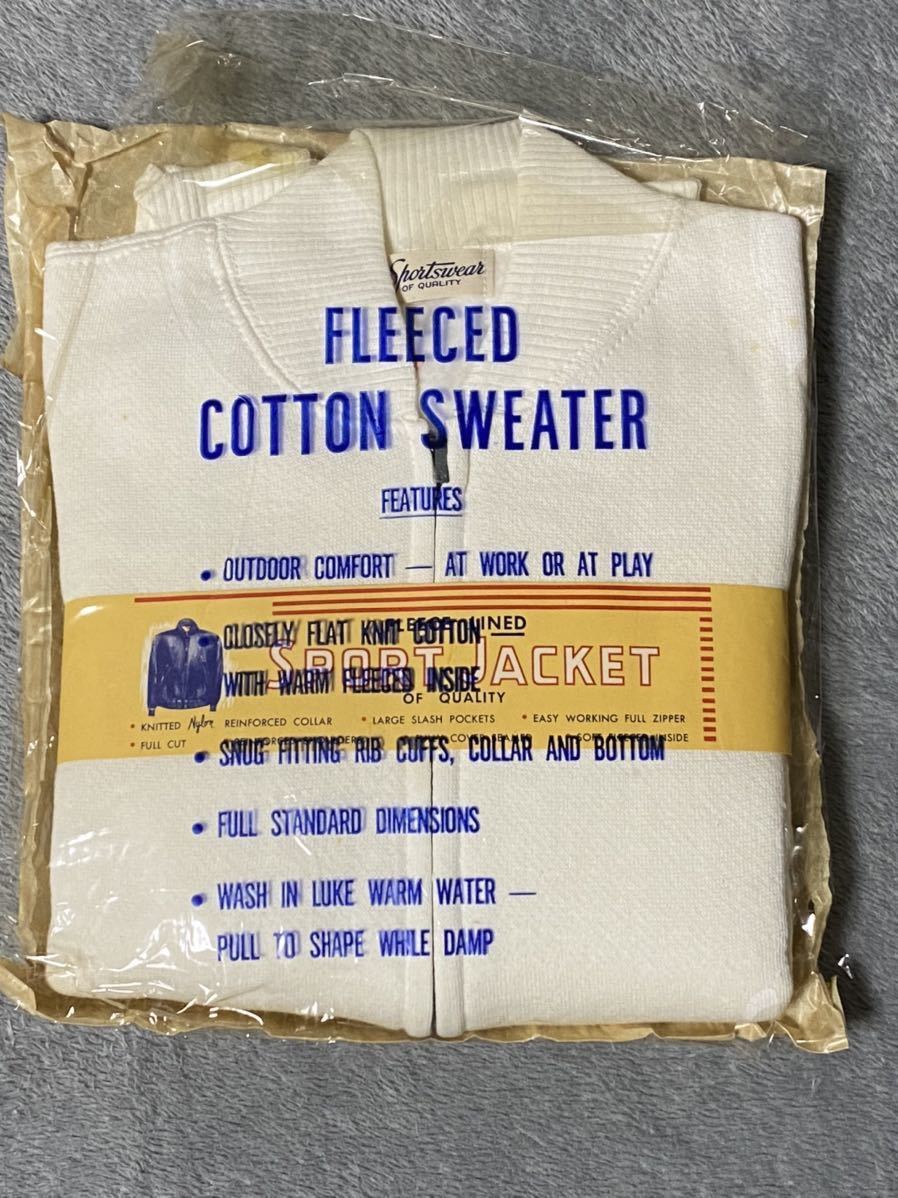 Sportswear
OF QUALITY
FLEECED
COTTON SWEATER
FEATURES
• OUTDOOR COMFORT — AT WORK OR AT PLAY
• CLOSELY FLAT KNIT COTTON
WITH WARM FLEECED INSIDE
FLEECE LINED
SPORT JACKET
OF QUALITY
• KNITTED Nylon REINFORCED COLLAR • LARGE SLASH POCKETS • EASY WORKING FULL ZIPPER
• FULL CUT COVER INSIDE
• SNUG FITTING RIB CUFFS, COLLAR AND BOTTOM
• FULL STANDARD DIMENSIONS
• WASH IN LUKE WARM WATER —
PULL TO SHAPE WHILE DAMP